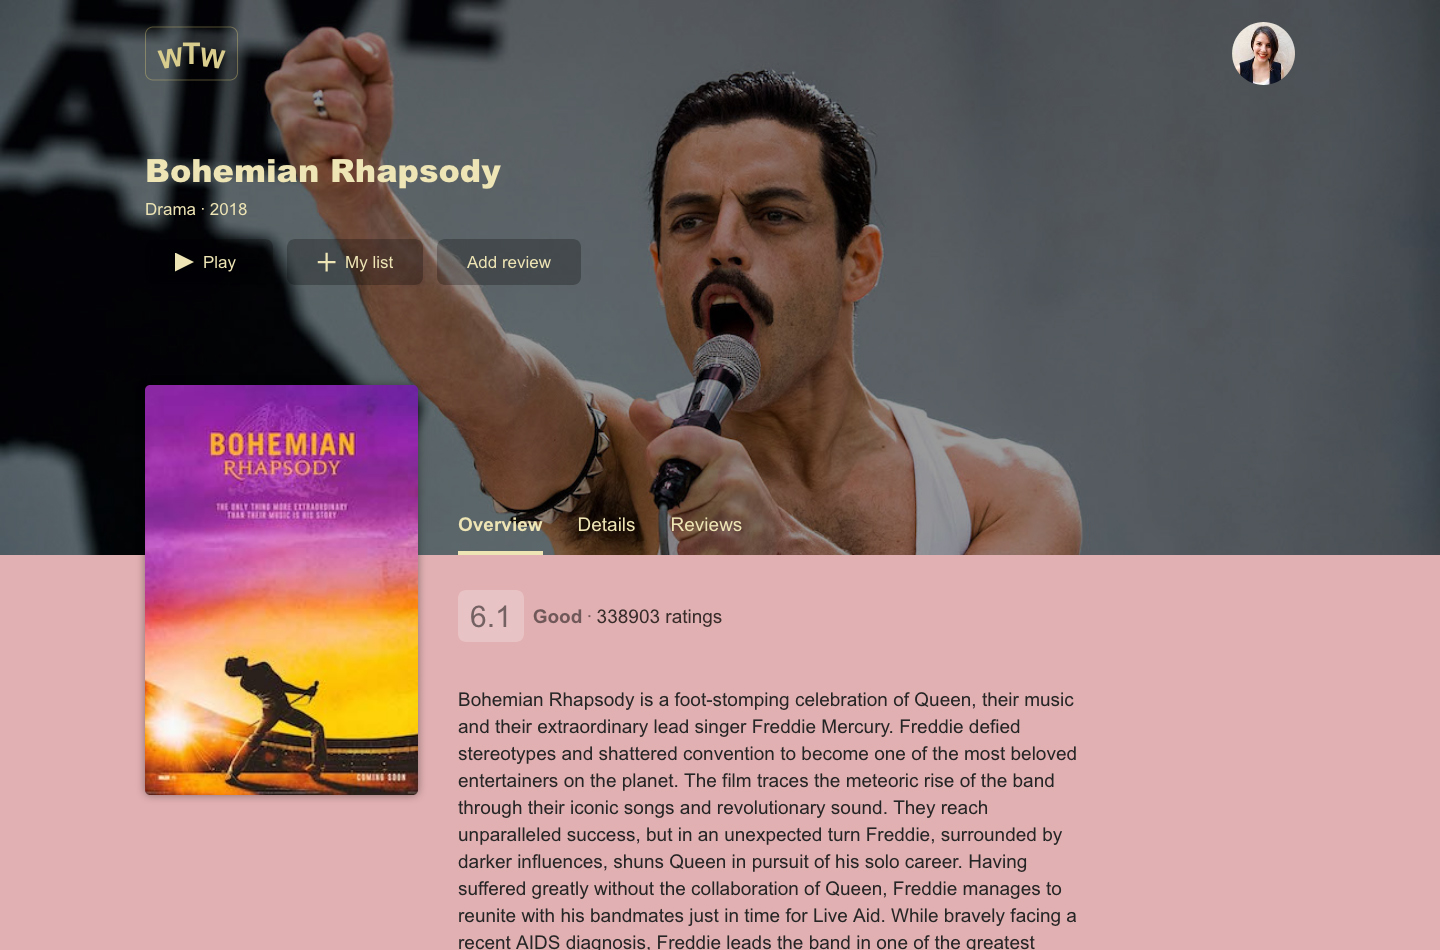 LIVE
AID
WTW
Bohemian Rhapsody
Drama · 2018
Play
My list
Add review
BOHEMIAN
RHAPSODY
THE ONLY THING MORE EXTRAORDINARY
THAN THEIR MUSIC IS HIS STORY
COMING SOON
Overview
Details
Reviews
6.1
Good · 338903 ratings
Bohemian Rhapsody is a foot-stomping celebration of Queen, their music
and their extraordinary lead singer Freddie Mercury. Freddie defied
stereotypes and shattered convention to become one of the most beloved
entertainers on the planet. The film traces the meteoric rise of the band
through their iconic songs and revolutionary sound. They reach
unparalleled success, but in an unexpected turn Freddie, surrounded by
darker influences, shuns Queen in pursuit of his solo career. Having
suffered greatly without the collaboration of Queen, Freddie manages to
reunite with his bandmates just in time for Live Aid. While bravely facing a
recent AIDS diagnosis, Freddie leads the band in one of the greatest